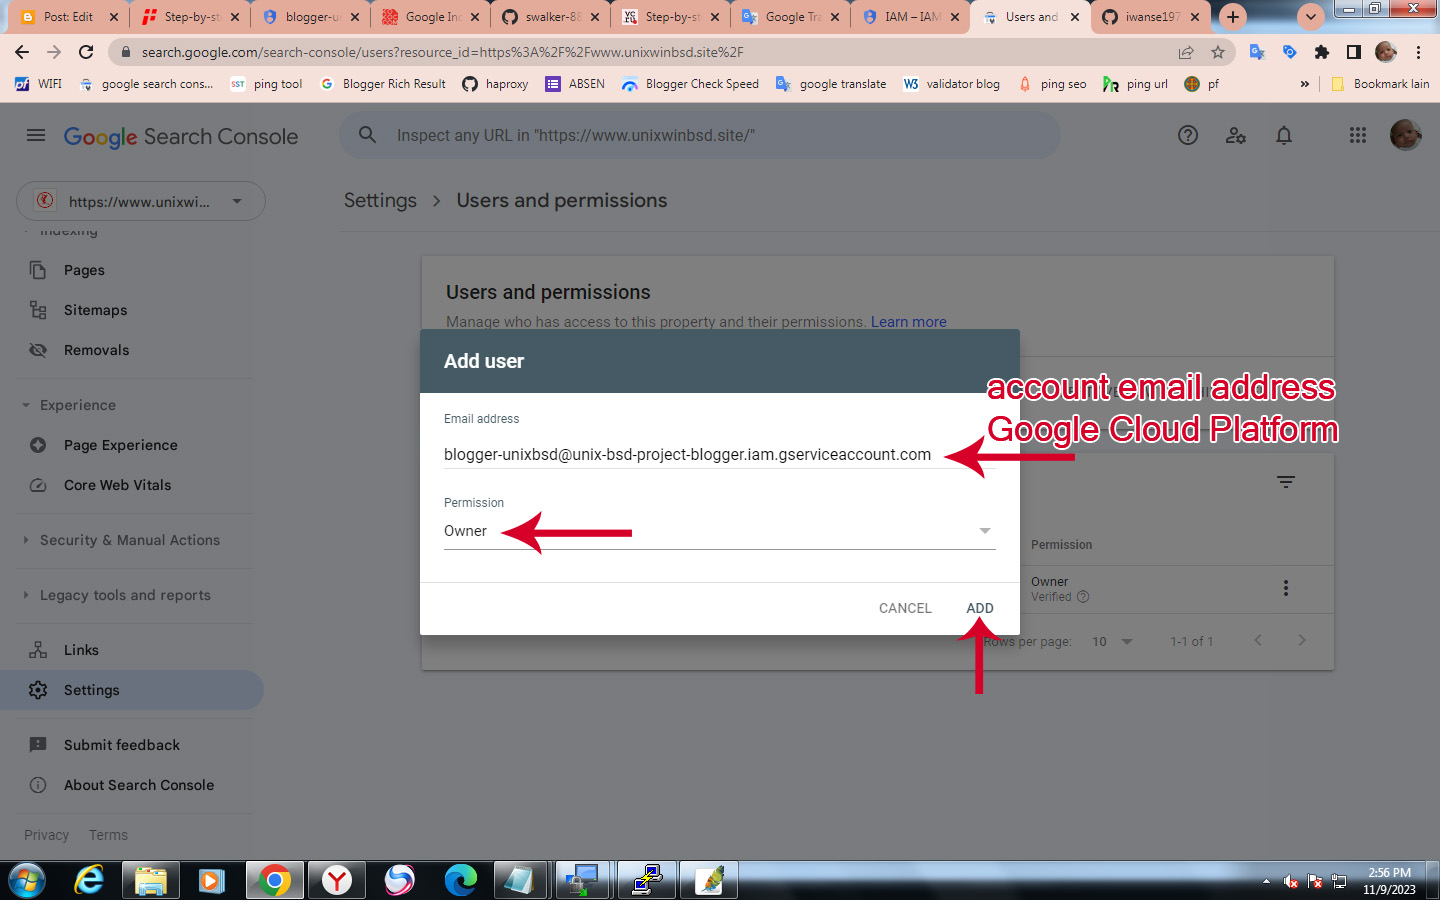 Post: Edit
Step-by-st
blogger-u
Google Inc
swalker-88
Step-by-st
Google Tra
IAM – IAM
Users and
iwanse197
search.google.com/search-console/users?resource_id=https%3A%2F%2Fwww.unixwinbsd.site%2F
WIFI
google search cons...
ping tool
Blogger Rich Result
haproxy
ABSEN
Blogger Check Speed
google translate
validator blog
ping seo
ping url
pf
»
Bookmark lain
Google Search Console
Inspect any URL in "https://www.unixwinbsd.site/"
https://www.unixwi...
Settings > Users and permissions
Indexing
Pages
Sitemaps
Removals
Experience
Page Experience
Core Web Vitals
Security & Manual Actions
Legacy tools and reports
Links
Settings
Submit feedback
About Search Console
Privacy Terms
Users and permissions
Manage who has access to this property and their permissions. Learn more
Add user
Email address
blogger-unixbsd@unix-bsd-project-blogger.iam.gserviceaccount.com
Permission
Owner
CANCEL ADD
account email address
Google Cloud Platform
Permission
Owner
Verified
Rows per page: 10 1-1 of 1
2:56 PM
11/9/2023